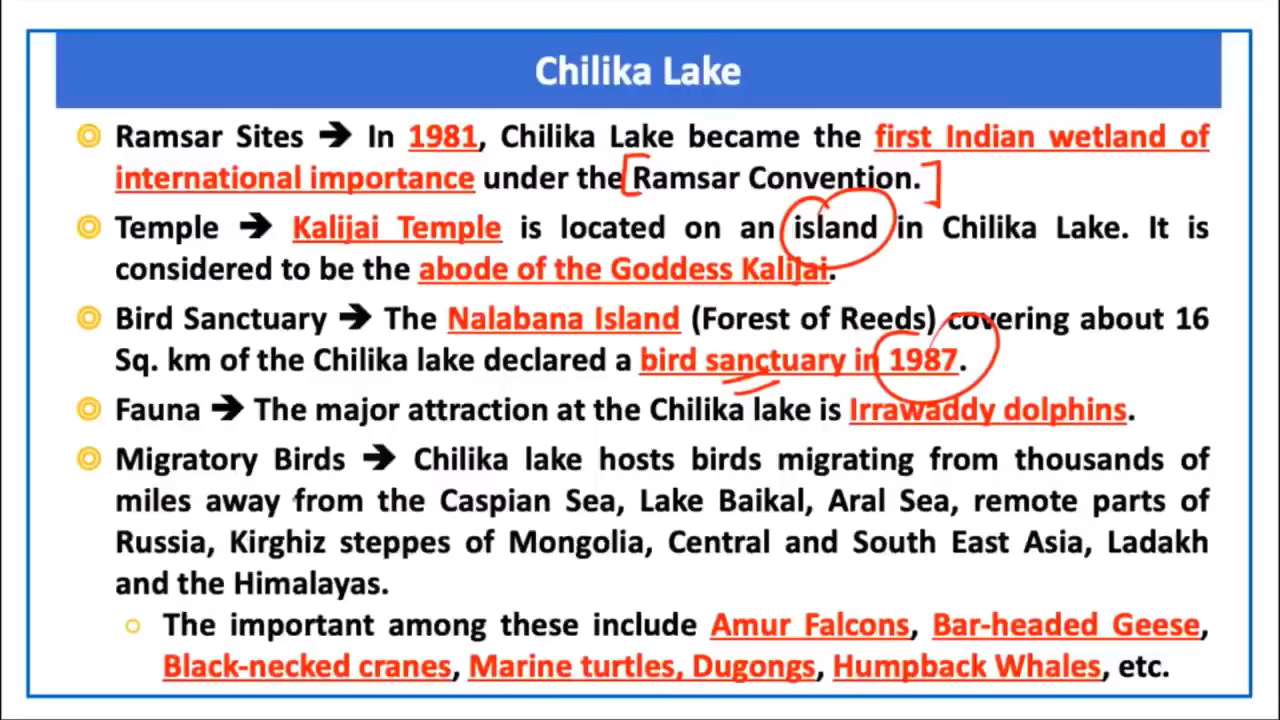 Chilika Lake
Ramsar Sites → In 1981, Chilika Lake became the first Indian wetland of
international importance under the Ramsar Convention.
Temple → Kalijai Temple is located on an island in Chilika Lake. It is
considered to be the abode of the Goddess Kalijai.
Bird Sanctuary → The Nalabana Island (Forest of Reeds) covering about 16
Sq. km of the Chilika lake declared a bird sanctuary in 1987.
Fauna → The major attraction at the Chilika lake is Irrawaddy dolphins.
Migratory Birds → Chilika lake hosts birds migrating from thousands of
miles away from the Caspian Sea, Lake Baikal, Aral Sea, remote parts of
Russia, Kirghiz steppes of Mongolia, Central and South East Asia, Ladakh
and the Himalayas.
The important among these include Amur Falcons, Bar-headed Geese,
Black-necked cranes, Marine turtles, Dugongs, Humpback Whales, etc.